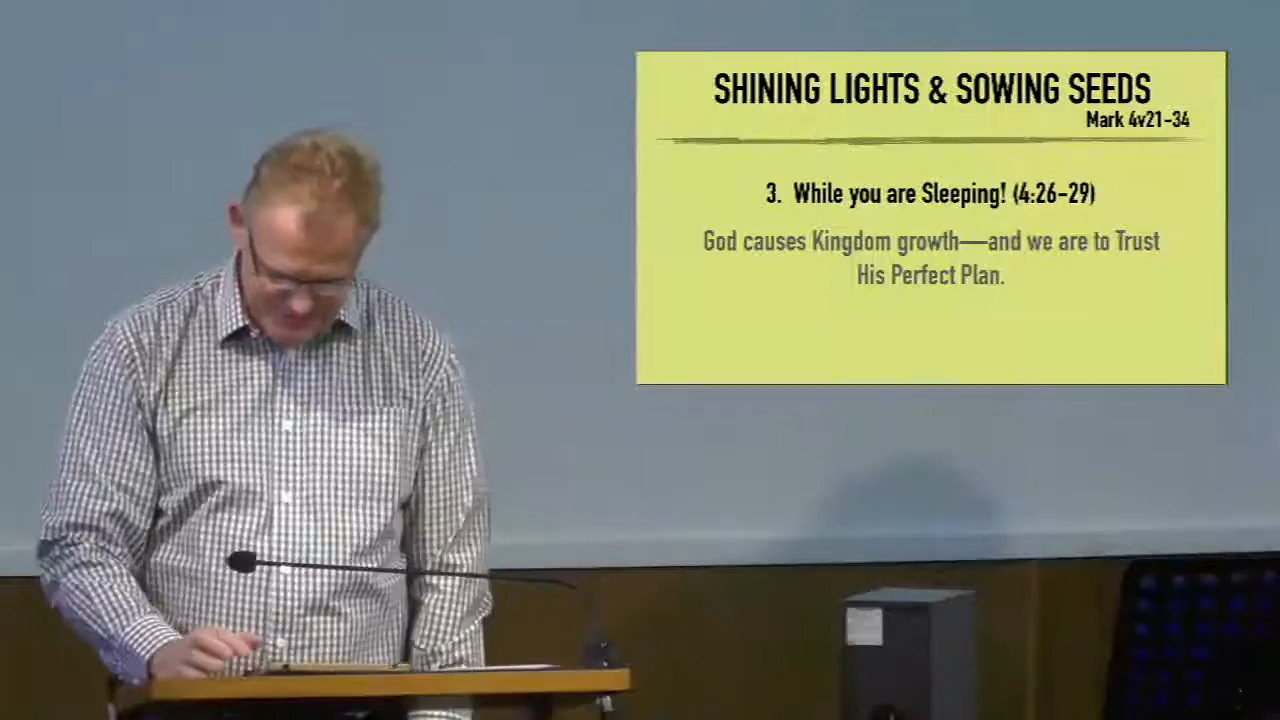 SHINING LIGHTS & SOWING SEEDS
Mark 4v21-34
3. While you are Sleeping! (4:26-29)
God causes Kingdom growth—and we are to Trust
His Perfect Plan.